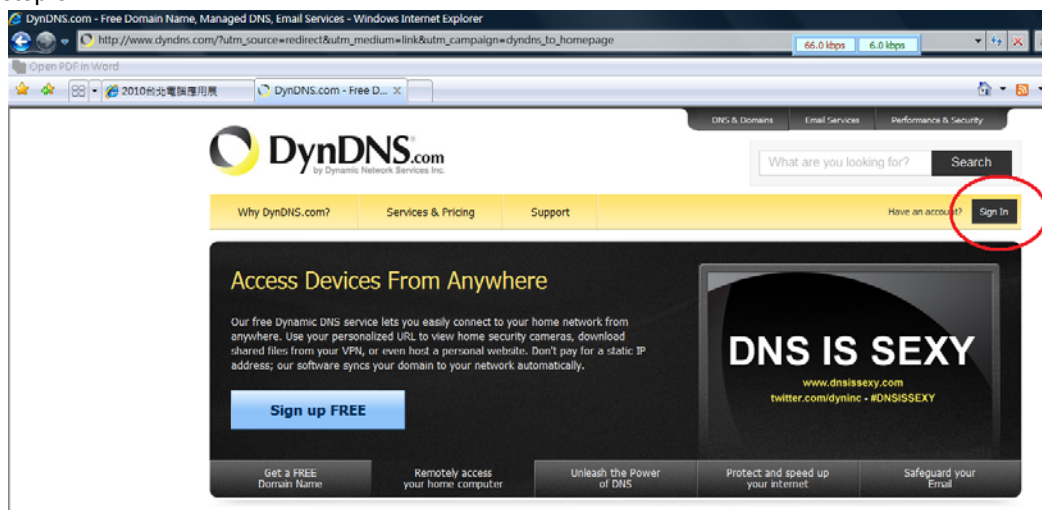 DynDNS.com - Free Domain Name, Managed DNS, Email Services - Windows Internet Explorer
http://www.dyndns.com/?utm_source=redirect&utm_medium=link&utm_campaign=dyndns_to_homepage
66.0 kbps 6.0 kbps
Open PDF in Word
2010台北電腦應用展 DynDNS.com - Free D... X
DNS & Domains Email Services Performance & Security
DynDNS.com
by Dynamic Network Services Inc.
What are you looking for? Search
Why DynDNS.com? Services & Pricing Support Have an account? Sign In
Access Devices From Anywhere
Our free Dynamic DNS service lets you easily connect to your home network from
anywhere. Use your personalized URL to view home security cameras, download
shared files from your VPN, or even host a personal website. Don't pay for a static IP
address; our software syncs your domain to your network automatically.
Sign up FREE
DNS IS SEXY
www.dnsissexy.com
twitter.com/dyninc - #DNSISSEXY
Get a FREE
Domain Name
Remotely access
your home computer
Unleash the Power
of DNS
Protect and speed up
your internet
Safeguard your
Email